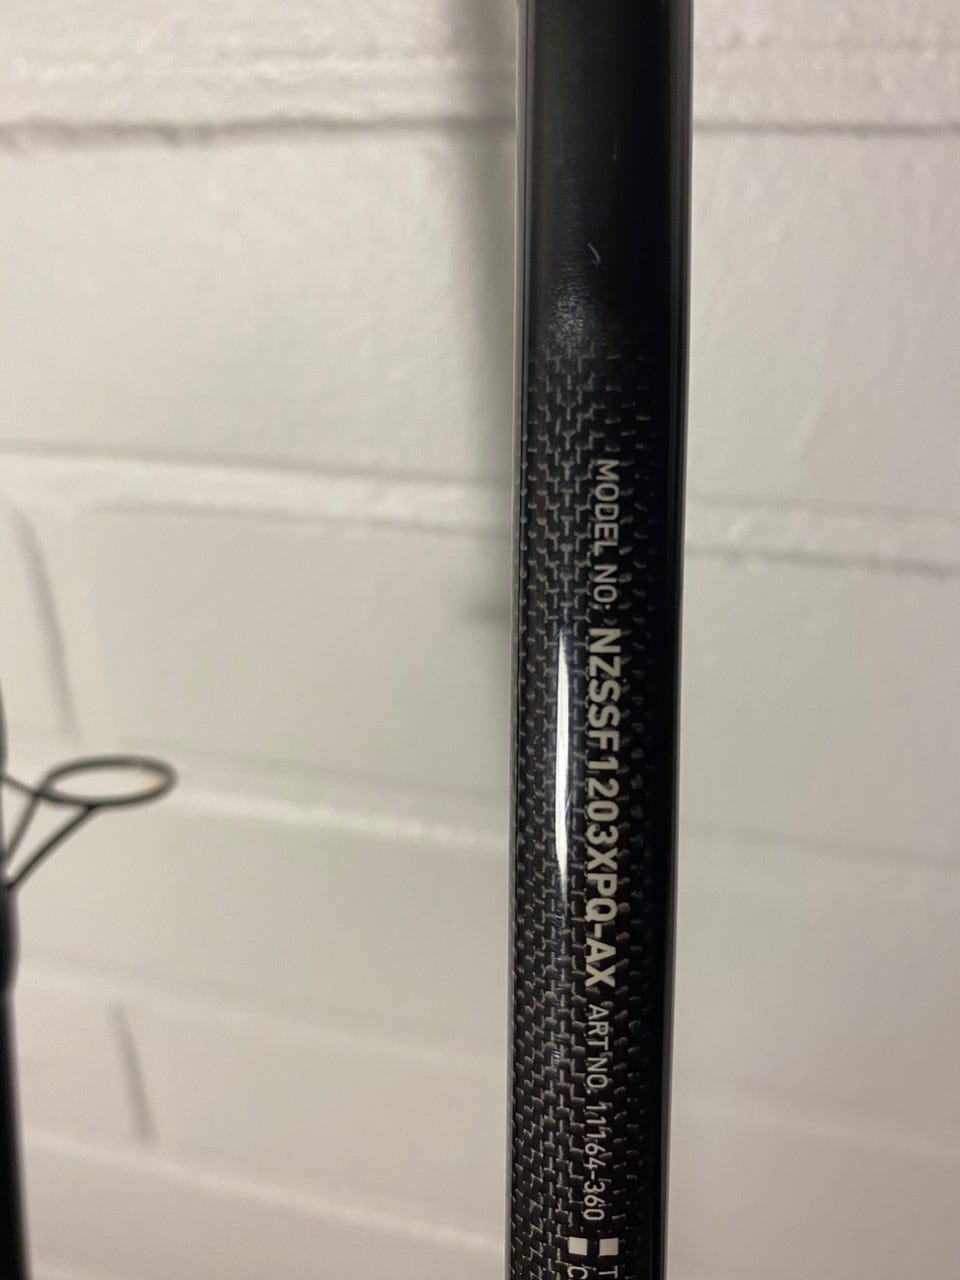 MODEL NO: NZSSF1203XPQ-AX ART NO. 11164-360 ■ T
■ C